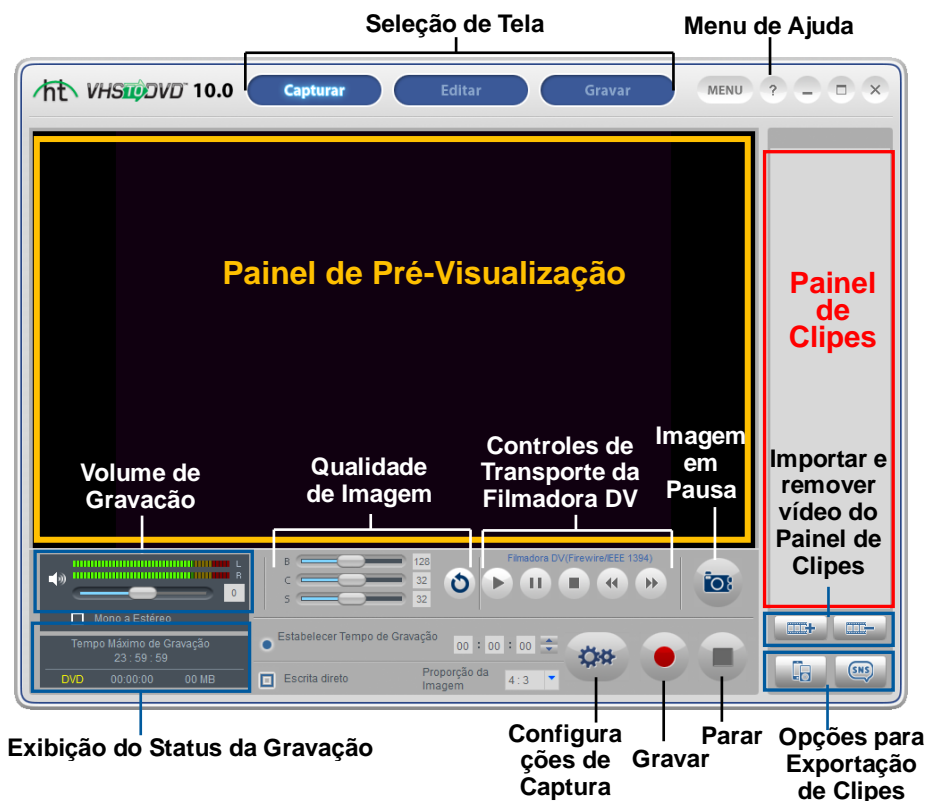 Seleção de Tela
Menu de Ajuda
ht VHSTODVD™ 10.0
Capturar
Editar
Gravar
MENU
?
Painel de Pré-Visualização
Painel
de
Clipes
Volume de
Gravacão
Qualidade
de Imagem
Controles de
Transporte da
Filmadora DV
Imagem
em
Pausa
Importar e
remover
vídeo do
Painel de
Clipes
L
R
0
Mono a Estéreo
B 128
C 32
S 32
Filmadora DV(Firewire/IEEE 1394)
Tempo Máximo de Gravação
23 : 59 : 59
DVD 00:00:00 00 MB
Estabelecer Tempo de Gravação
00 : 00 : 00
Escrita direto
Proporção da
Imagem
4 : 3
SNS
Exibição do Status da Gravação
Configura
ções de
Captura
Gravar
Parar
Opções para
Exportação
de Clipes